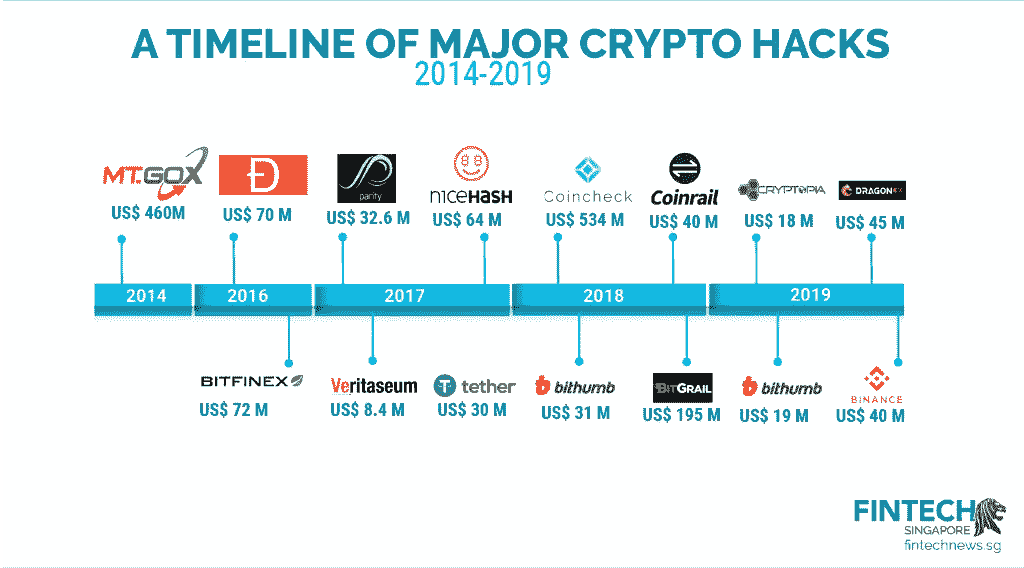 A TIMELINE OF MAJOR CRYPTO HACKS
2014-2019
MT.GOX
US$ 460M
Đ
US$ 70 M
parity
US$ 32.6 M
nicehash
US$ 64 M
Coincheck
US$ 534 M
Coinrail
US$ 40 M
CRYPTOPIA
US$ 18 M
DRAGONEX
US$ 45 M
2014
2016
2017
2018
2019
BITFINEX
US$ 72 M
Veritaseum
US$ 8.4 M
tether
US$ 30 M
bithumb
US$ 31 M
BITGRAIL
US$ 195 M
bithumb
US$ 19 M
BINANCE
US$ 40 M
FINTECH
SINGAPORE
fintechnews.sg